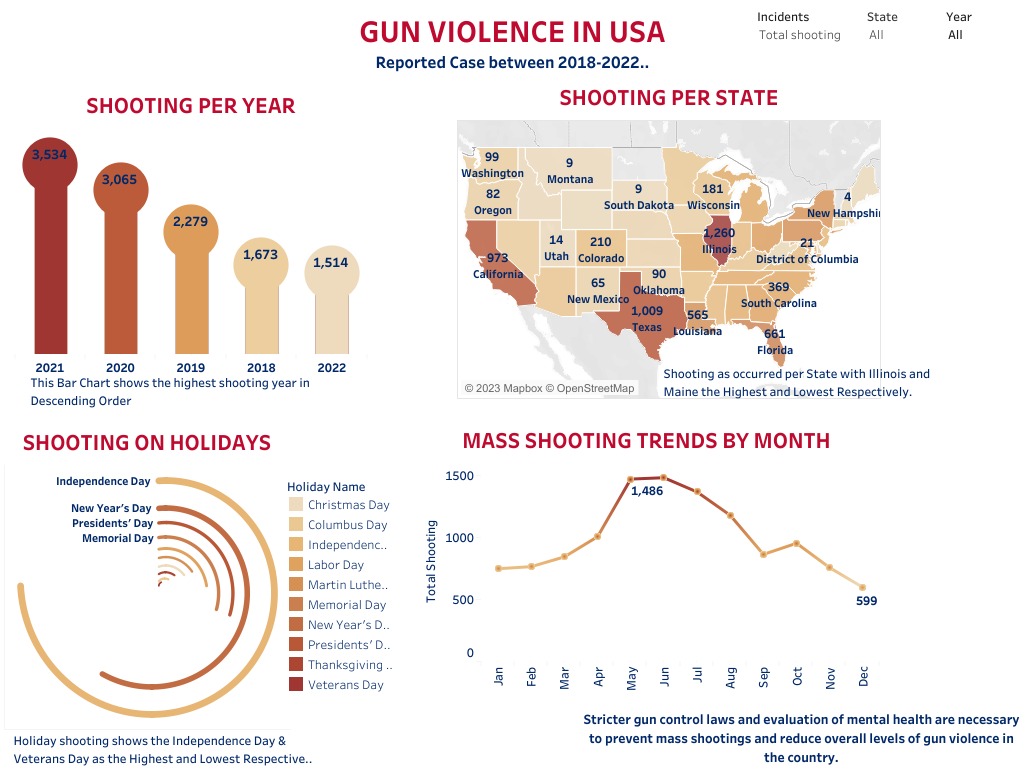 GUN VIOLENCE IN USA
Reported Case between 2018-2022..
Incidents State Year
Total shooting All All
SHOOTING PER YEAR
3,534
3,065
2,279
1,673
1,514
2021 2020 2019 2018 2022
This Bar Chart shows the highest shooting year in
Descending Order
SHOOTING PER STATE
99
Washington
9
Montana
82
Oregon
9
South Dakota
181
Wisconsin
4
New Hampshir
1,260
Illinois
21
District of Columbia
14
Utah
210
Colorado
973
California
65
New Mexico
90
Oklahoma
369
South Carolina
1,009
Texas
565
Louisiana
661
Florida
© 2023 Mapbox © OpenStreetMap
Shooting as occurred per State with Illinois and
Maine the Highest and Lowest Respectively.
SHOOTING ON HOLIDAYS
Independence Day
New Year's Day
Presidents' Day
Memorial Day
Holiday Name
Christmas Day
Columbus Day
Independenc..
Labor Day
Martin Luthe..
Memorial Day
New Year's D..
Presidents' D..
Thanksgiving ..
Veterans Day
Holiday shooting shows the Independence Day &
Veterans Day as the Highest and Lowest Respective..
MASS SHOOTING TRENDS BY MONTH
Total Shooting
1500
1000
500
0
1,486
599
Jan Feb Mar Apr May Jun Jul Aug Sep Oct Nov Dec
Stricter gun control laws and evaluation of mental health are necessary
to prevent mass shootings and reduce overall levels of gun violence in
the country.